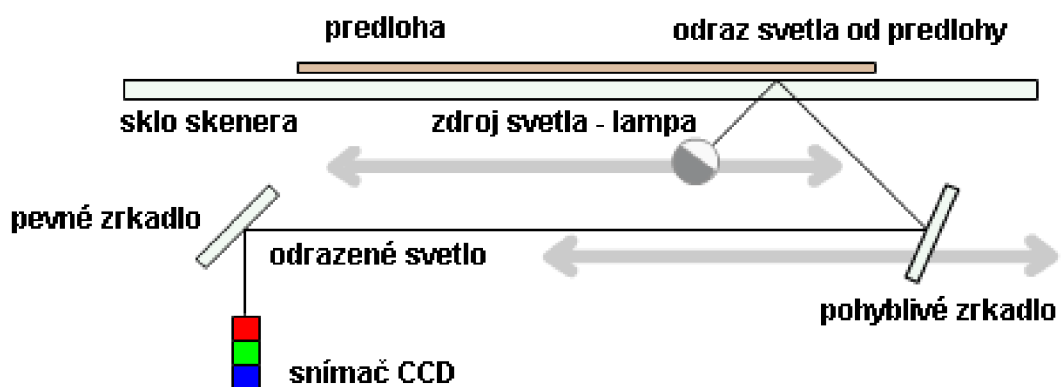 predloha
odraz svetla od predlohy
sklo skenera
zdroj svetla - lampa
pevné zrkadlo
odrazené svetlo
pohyblivé zrkadlo
snímač CCD